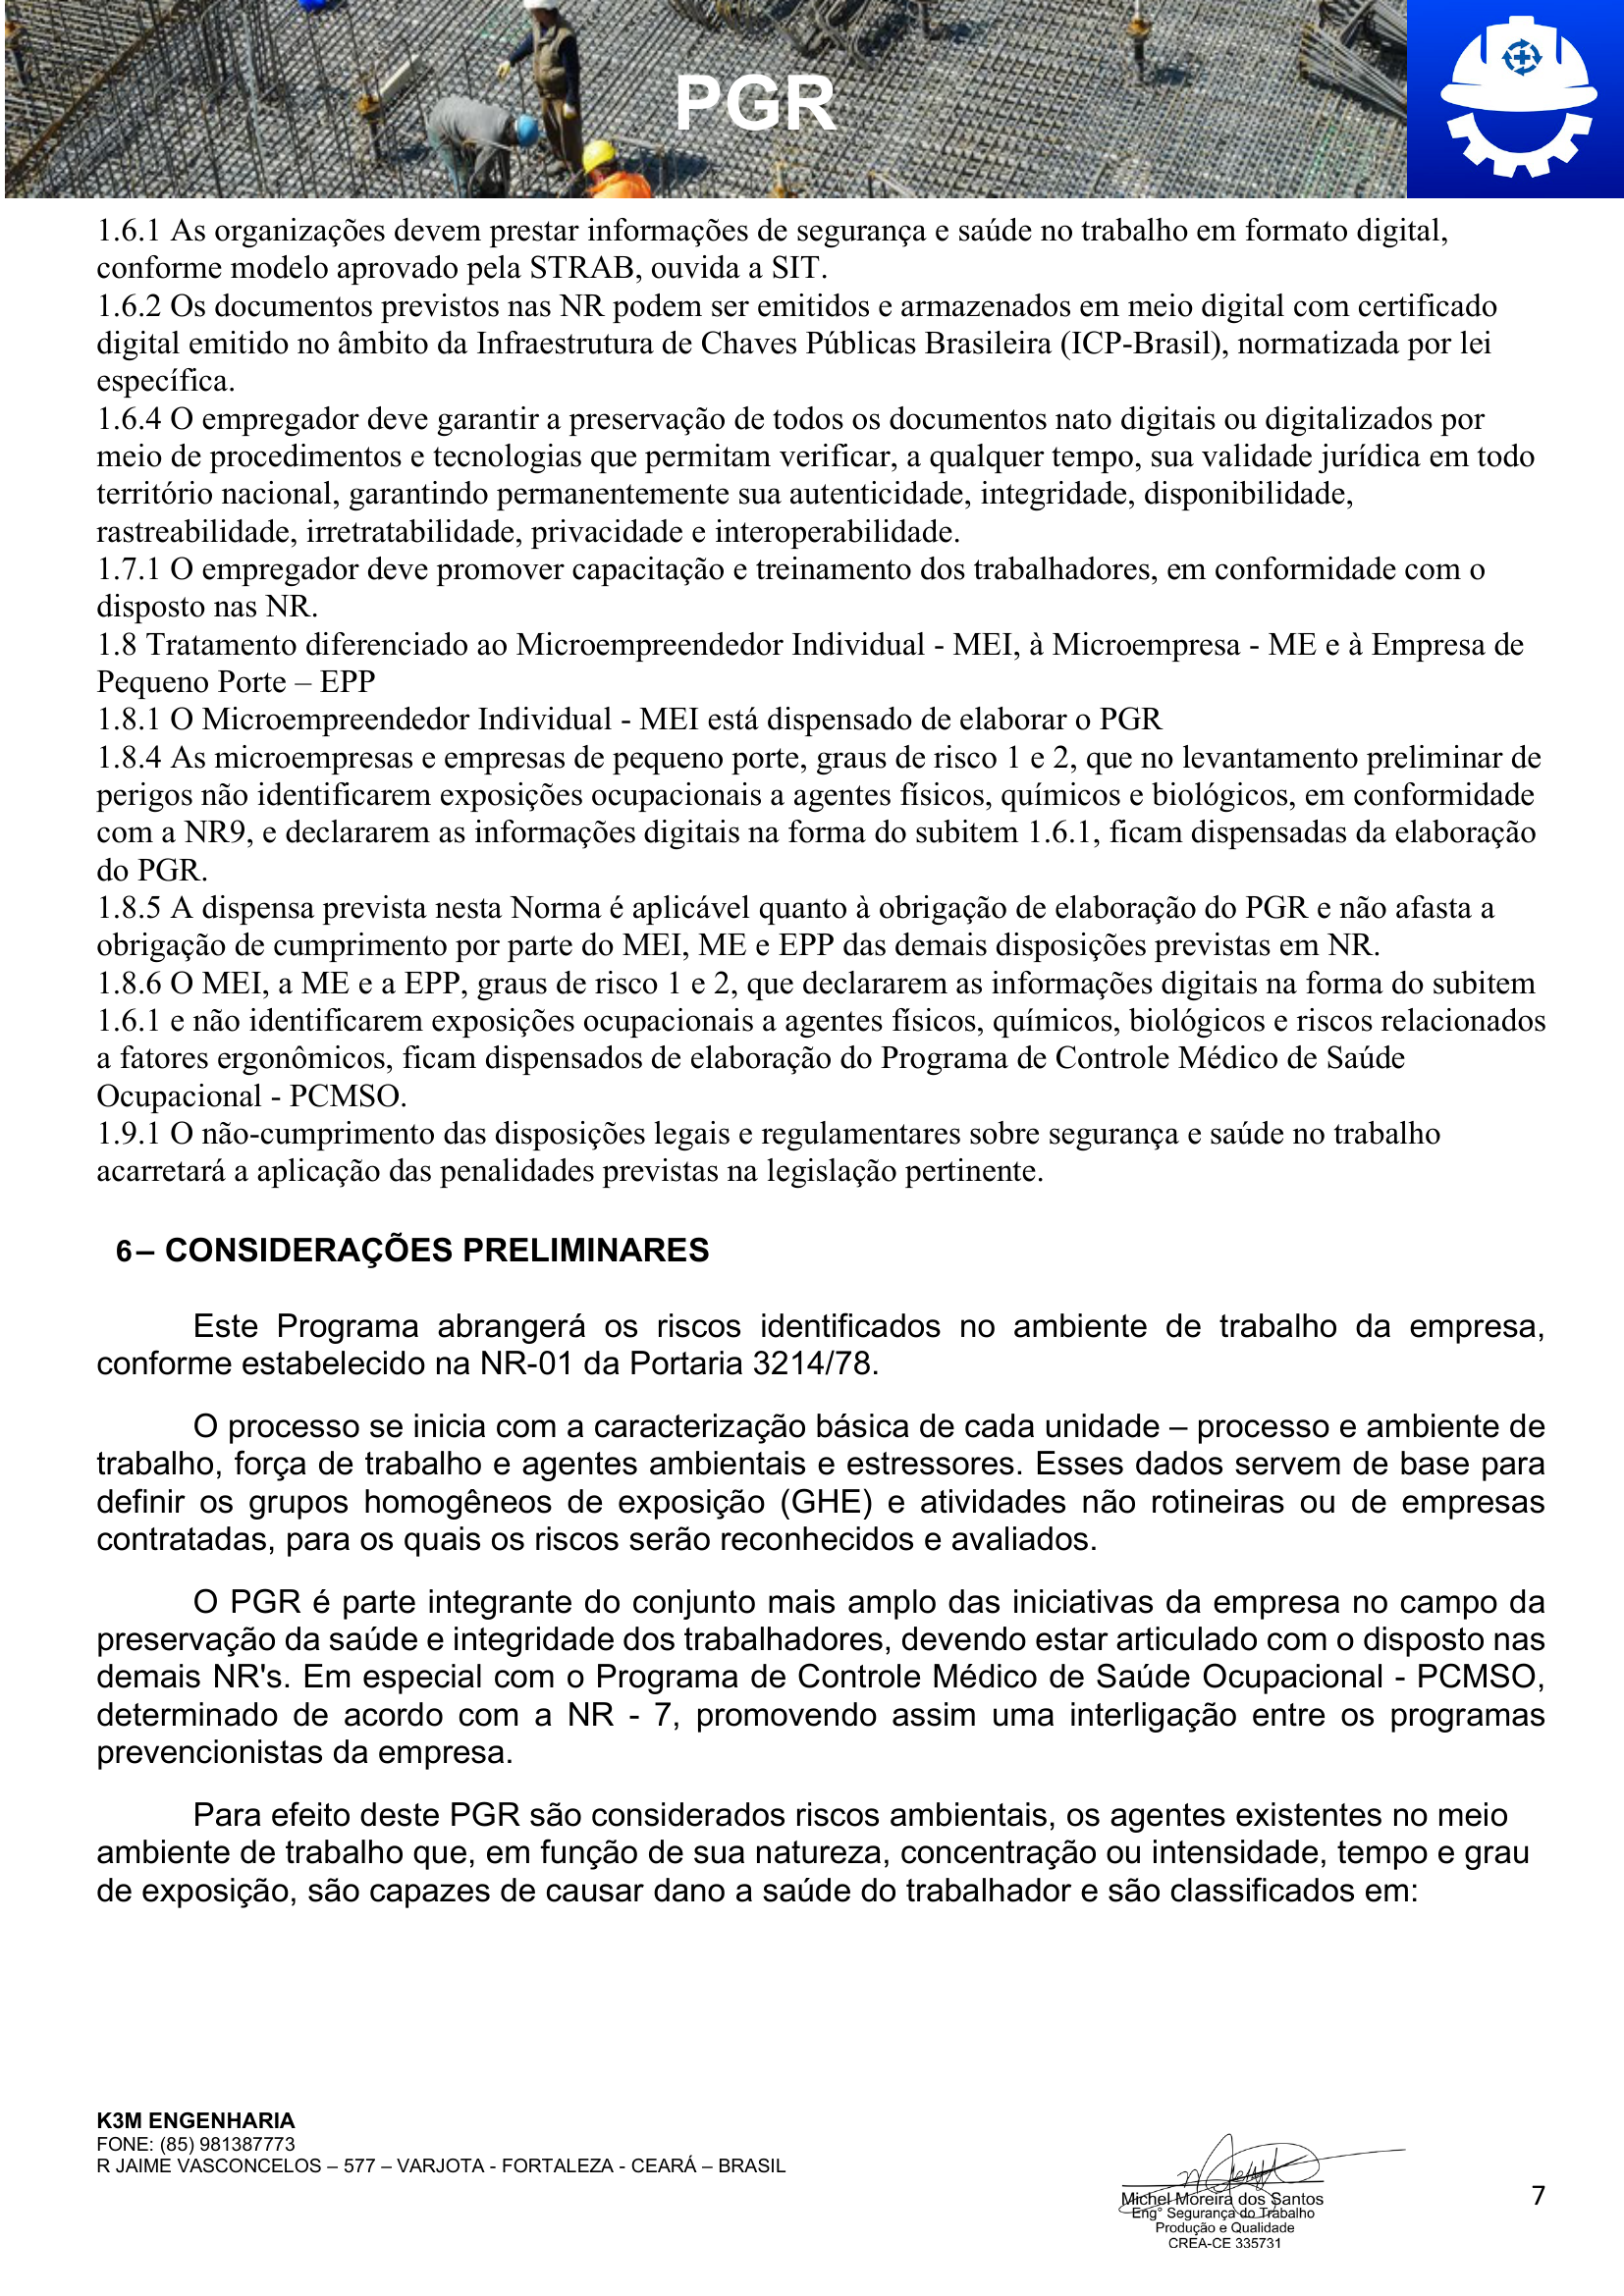 PGR
1.6.1 As organizações devem prestar informações de segurança e saúde no trabalho em formato digital,
conforme modelo aprovado pela STRAB, ouvida a SIT.
1.6.2 Os documentos previstos nas NR podem ser emitidos e armazenados em meio digital com certificado
digital emitido no âmbito da Infraestrutura de Chaves Públicas Brasileira (ICP-Brasil), normatizada por lei
específica.
1.6.4 O empregador deve garantir a preservação de todos os documentos nato digitais ou digitalizados por
meio de procedimentos e tecnologias que permitam verificar, a qualquer tempo, sua validade jurídica em todo
território nacional, garantindo permanentemente sua autenticidade, integridade, disponibilidade,
rastreabilidade, irretratabilidade, privacidade e interoperabilidade.
1.7.1 O empregador deve promover capacitação e treinamento dos trabalhadores, em conformidade com o
disposto nas NR.
1.8 Tratamento diferenciado ao Microempreendedor Individual - MEI, à Microempresa - ME e à Empresa de
Pequeno Porte – EPP
1.8.1 O Microempreendedor Individual - MEI está dispensado de elaborar o PGR
1.8.4 As microempresas e empresas de pequeno porte, graus de risco 1 e 2, que no levantamento preliminar de
perigos não identificarem exposições ocupacionais a agentes físicos, químicos e biológicos, em conformidade
com a NR9, e declararem as informações digitais na forma do subitem 1.6.1, ficam dispensadas da elaboração
do PGR.
1.8.5 A dispensa prevista nesta Norma é aplicável quanto à obrigação de elaboração do PGR e não afasta a
obrigação de cumprimento por parte do MEI, ME e EPP das demais disposições previstas em NR.
1.8.6 O MEI, a ME e a EPP, graus de risco 1 e 2, que declararem as informações digitais na forma do subitem
1.6.1 e não identificarem exposições ocupacionais a agentes físicos, químicos, biológicos e riscos relacionados
a fatores ergonômicos, ficam dispensados de elaboração do Programa de Controle Médico de Saúde
Ocupacional - PCMSO.
1.9.1 O não-cumprimento das disposições legais e regulamentares sobre segurança e saúde no trabalho
acarretará a aplicação das penalidades previstas na legislação pertinente.
6 – CONSIDERAÇÕES PRELIMINARES
Este Programa abrangerá os riscos identificados no ambiente de trabalho da empresa,
conforme estabelecido na NR-01 da Portaria 3214/78.
O processo se inicia com a caracterização básica de cada unidade – processo e ambiente de
trabalho, força de trabalho e agentes ambientais e estressores. Esses dados servem de base para
definir os grupos homogêneos de exposição (GHE) e atividades não rotineiras ou de empresas
contratadas, para os quais os riscos serão reconhecidos e avaliados.
O PGR é parte integrante do conjunto mais amplo das iniciativas da empresa no campo da
preservação da saúde e integridade dos trabalhadores, devendo estar articulado com o disposto nas
demais NR's. Em especial com o Programa de Controle Médico de Saúde Ocupacional - PCMSO,
determinado de acordo com a NR - 7, promovendo assim uma interligação entre os programas
prevencionistas da empresa.
Para efeito deste PGR são considerados riscos ambientais, os agentes existentes no meio
ambiente de trabalho que, em função de sua natureza, concentração ou intensidade, tempo e grau
de exposição, são capazes de causar dano a saúde do trabalhador e são classificados em:
K3M ENGENHARIA
FONE: (85) 981387773
R JAIME VASCONCELOS – 577 – VARJOTA - FORTALEZA - CEARÁ – BRASIL
Michel Moreira dos Santos
Eng° Segurança do Trabalho
Produção e Qualidade
CREA-CE 335731
7